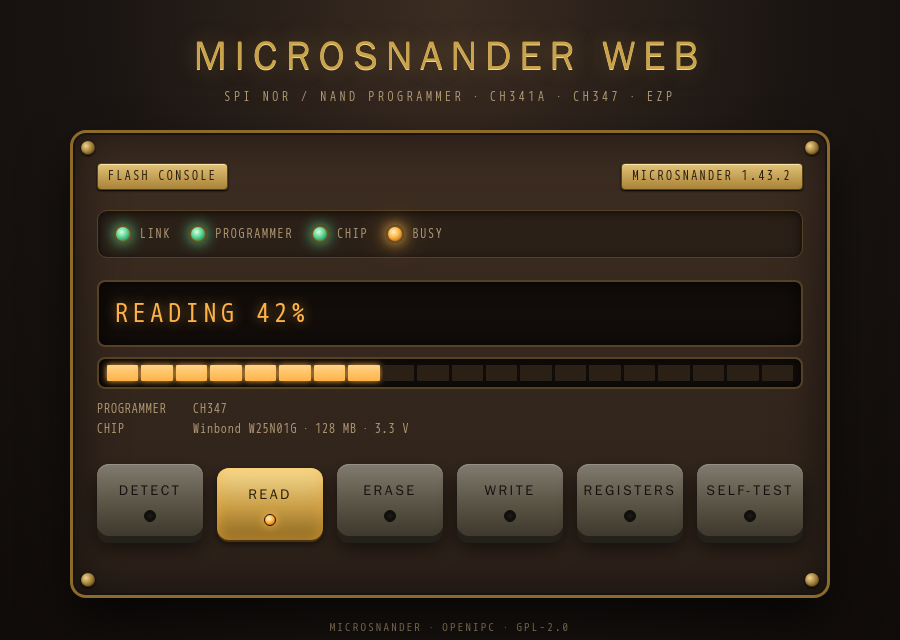 MICROSNANDER WEB
SPI NOR / NAND PROGRAMMER · CH341A · CH347 · EZP
FLASH CONSOLE
MICROSNANDER 1.43.2
LINK PROGRAMMER CHIP BUSY
READING 42%
PROGRAMMER CH347
CHIP Winbond W25N01G · 128 MB · 3.3 V
DETECT READ ERASE WRITE REGISTERS SELF-TEST
MICROSNANDER · OPENIPC · GPL-2.0